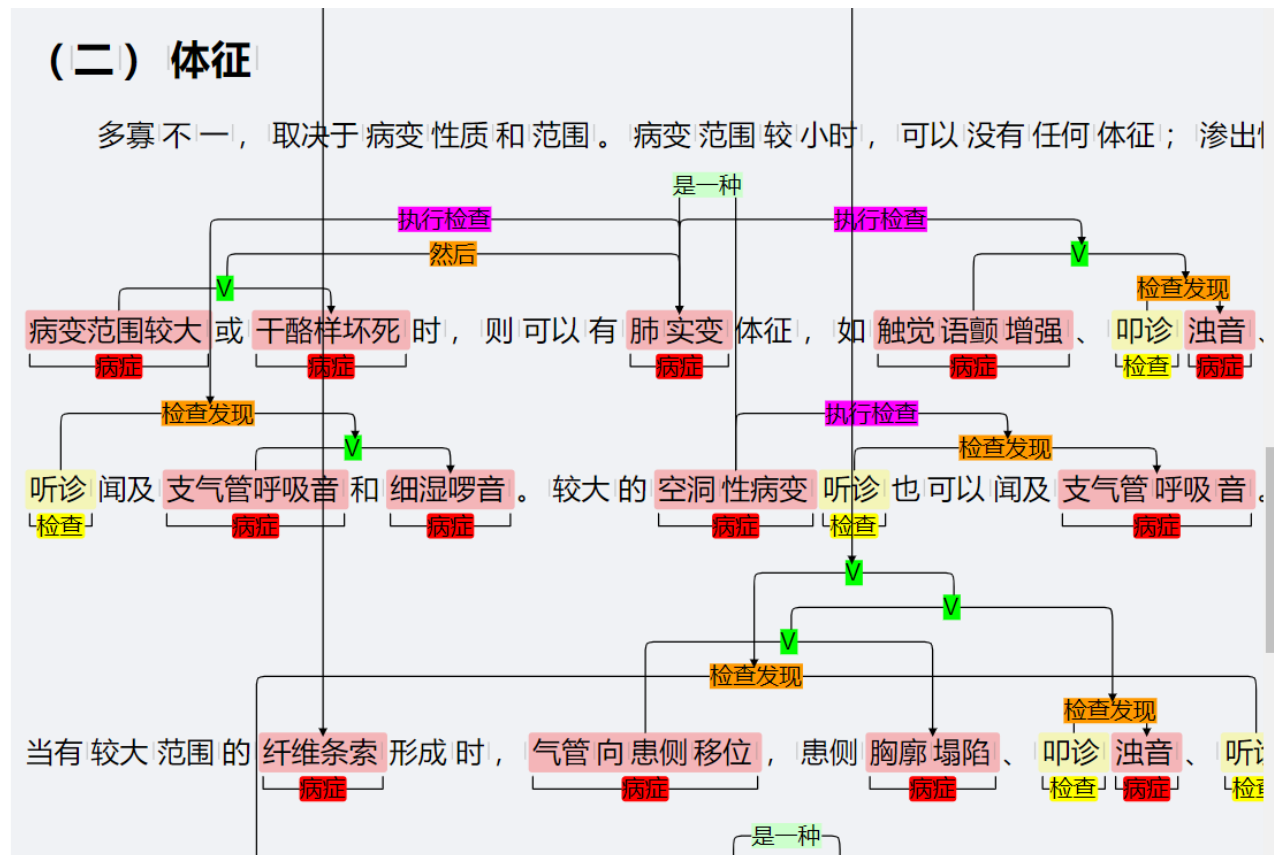 （二）体征
多寡不一，取决于病变性质和范围。病变范围较小时，可以没有任何体征；渗出
是一种
执行检查 执行检查
然后 V
V 检查发现
病变范围较大或干酪样坏死时，则可以有肺实变体征，如触觉语颤增强、叩诊浊音、
病症 病症 病症 病症 检查 病症
检查发现 执行检查
V 检查发现
听诊闻及支气管呼吸音和细湿啰音。较大的空洞性病变听诊也可以闻及支气管呼吸音。
检查 病症 病症 病症 检查 病症
V
V
V
检查发现
检查发现
当有较大范围的纤维条索形成时，气管向患侧移位，患侧胸廓塌陷、叩诊浊音、听
病症 病症 病症 检查 病症 检查
是一种